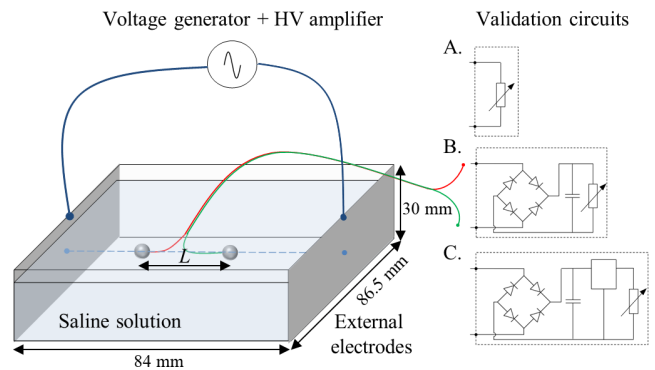 Voltage generator + HV amplifier
Validation circuits
A.
B.
30 mm
L
C.
86.5 mm
Saline solution
External
electrodes
84 mm